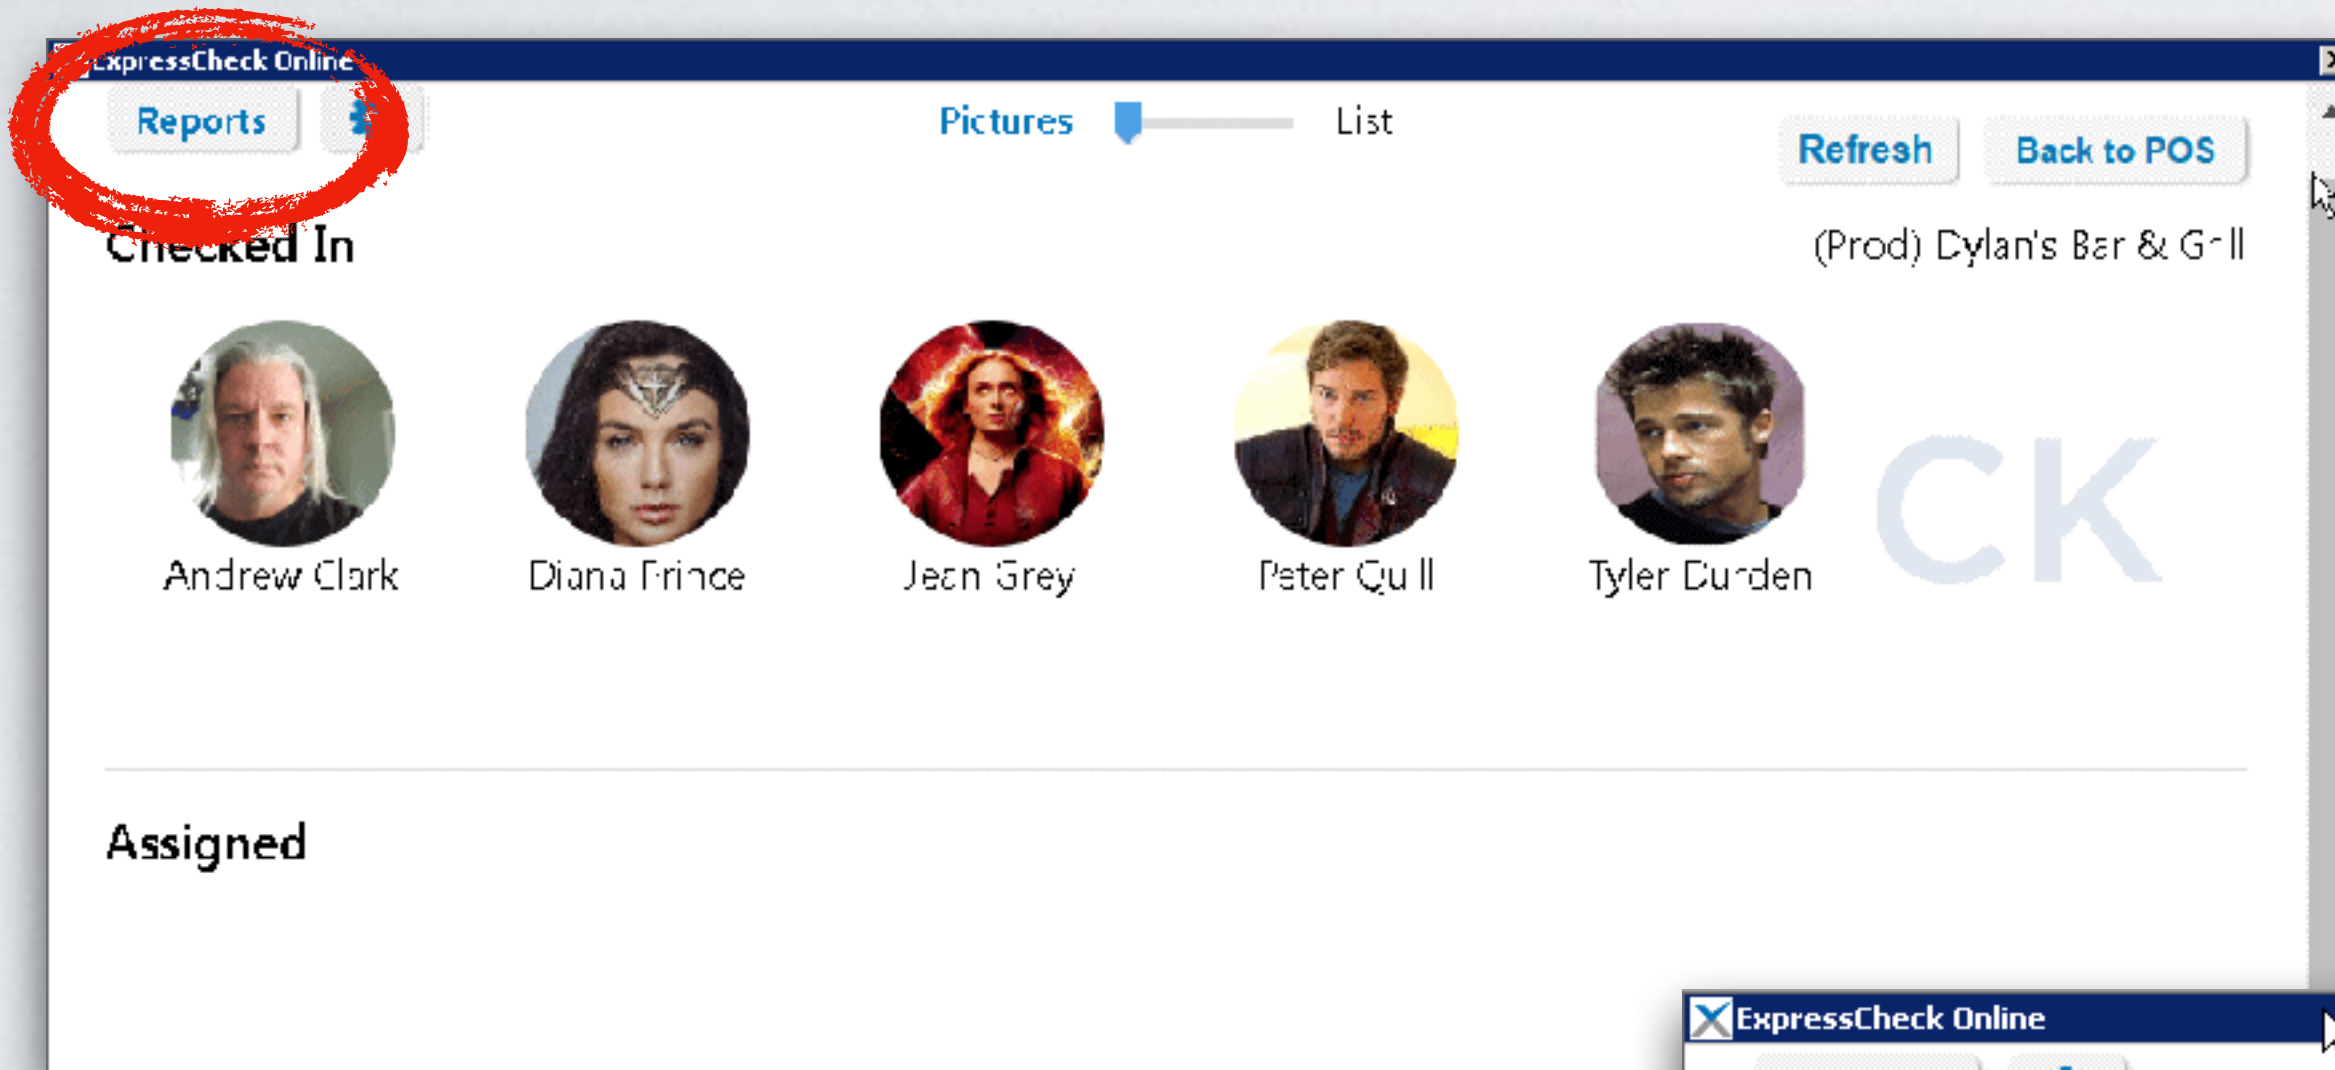 ExpressCheck Online
Reports
Pictures List
Refresh Back to POS
Checked In
(Prod) Dylan's Bar & Grill
Andrew Clark Diana Prince Jean Grey Peter Quill Tyler Durden CK
Assigned
ExpressCheck Online